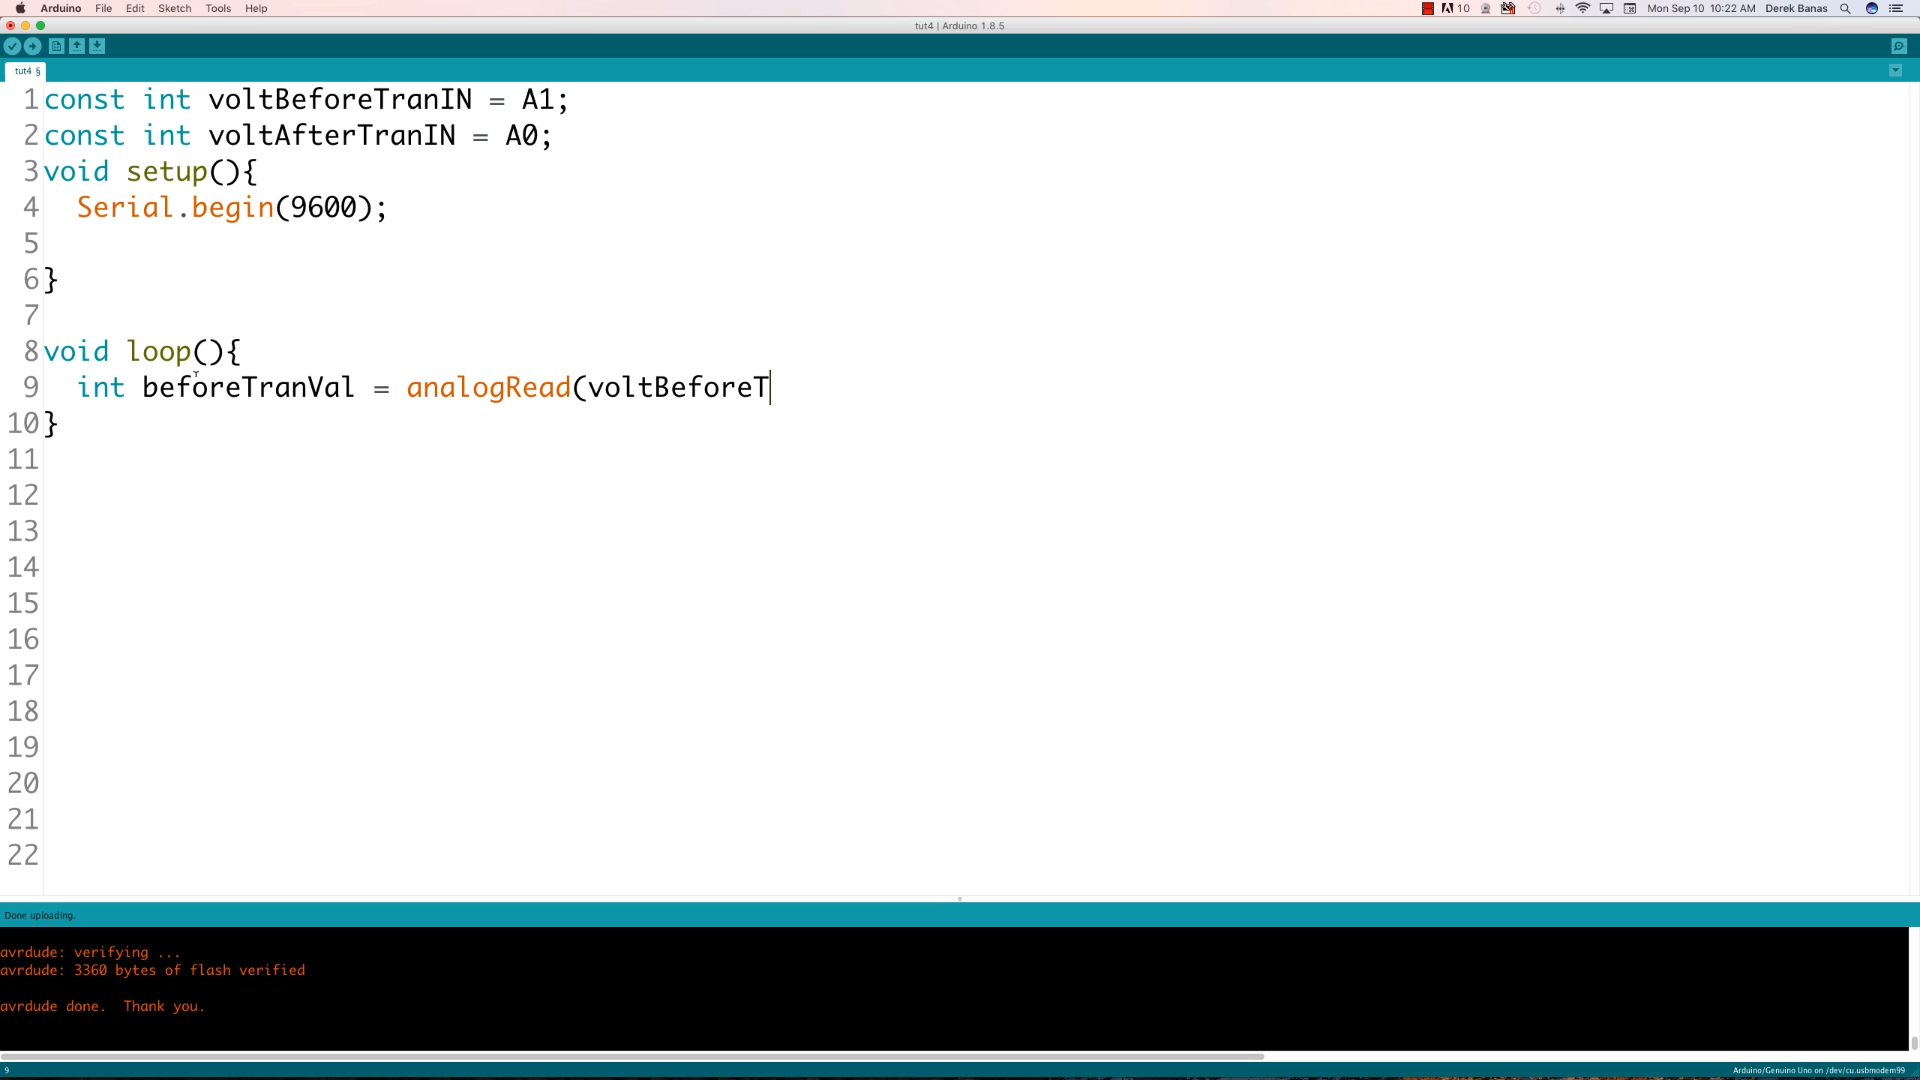 Arduino File Edit Sketch Tools Help 10 Mon Sep 10 10:22 AM Derek Banas
tut4 | Arduino 1.8.5
tut4 §
1 const int voltBeforeTranIN = A1;
2 const int voltAfterTranIN = A0;
3 void setup(){
4 Serial.begin(9600);
5
6 }
7
8 void loop(){
9 int beforeTranVal = analogRead(voltBeforeT
10 }
11
12
13
14
15
16
17
18
19
20
21
22
Done uploading.
avrdude: verifying ...
avrdude: 3360 bytes of flash verified
avrdude done. Thank you.
9 Arduino/Genuino Uno on /dev/cu.usbmodem99